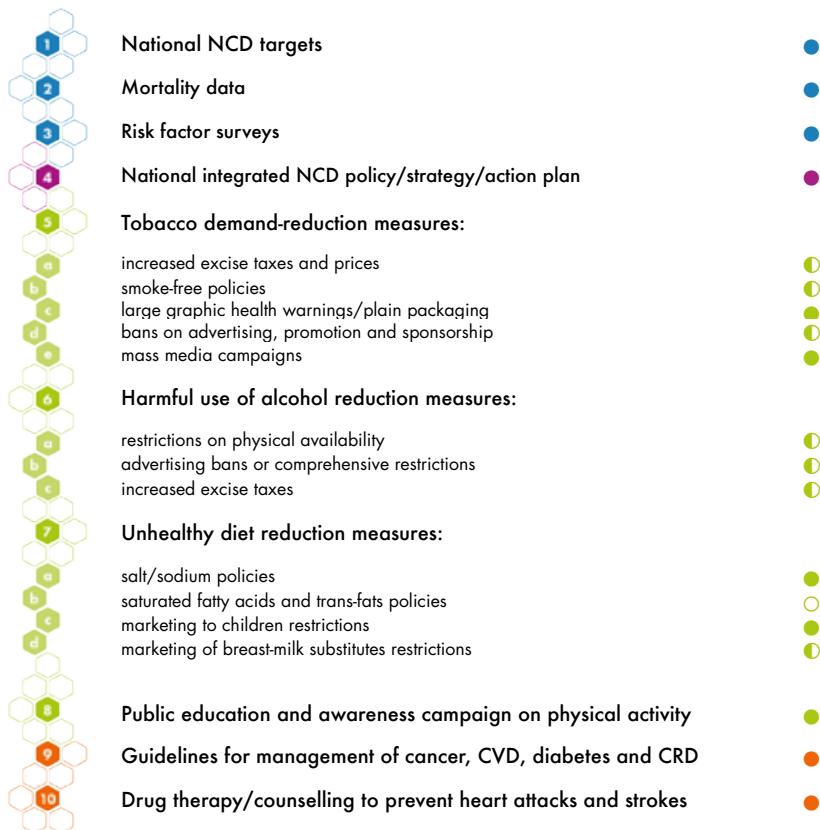 1 National NCD targets
2 Mortality data
3 Risk factor surveys
4 National integrated NCD policy/strategy/action plan
5 Tobacco demand-reduction measures:
a increased excise taxes and prices
b smoke-free policies
c large graphic health warnings/plain packaging
d bans on advertising, promotion and sponsorship
e mass media campaigns
6 Harmful use of alcohol reduction measures:
a restrictions on physical availability
b advertising bans or comprehensive restrictions
c increased excise taxes
7 Unhealthy diet reduction measures:
a salt/sodium policies
b saturated fatty acids and trans-fats policies
c marketing to children restrictions
d marketing of breast-milk substitutes restrictions
8 Public education and awareness campaign on physical activity
9 Guidelines for management of cancer, CVD, diabetes and CRD
10 Drug therapy/counselling to prevent heart attacks and strokes